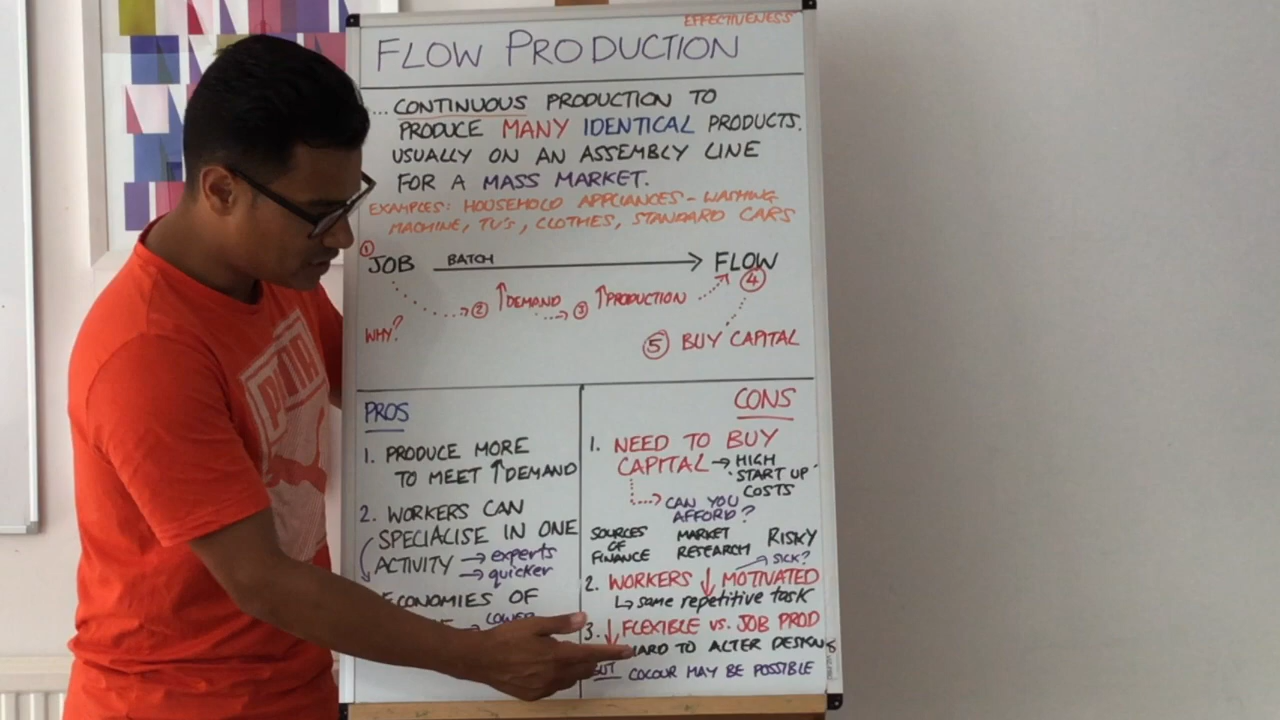 EFFECTIVENESS
FLOW PRODUCTION
... CONTINUOUS PRODUCTION TO
PRODUCE MANY IDENTICAL PRODUCTS.
USUALLY ON AN ASSEMBLY LINE
FOR A MASS MARKET.
EXAMPLES: HOUSEHOLD APPLIANCES - WASHING
MACHINE, TV'S, CLOTHES, STANDARD CARS
① JOB BATCH → FLOW
② ↑DEMAND ③ ↑PRODUCTION ④
WHY?
⑤ BUY CAPITAL
PROS
1. PRODUCE MORE
TO MEET ↑DEMAND
2. WORKERS CAN
SPECIALISE IN ONE
ACTIVITY → experts
→ quicker
ECONOMIES OF
→ LOWER
CONS
1. NEED TO BUY
CAPITAL → HIGH
'START UP'
COSTS
CAN YOU
AFFORD?
SOURCES
OF
FINANCE
MARKET
RESEARCH
RISKY
→ SICK?
2. WORKERS ↓ MOTIVATED
↳ same repetitive task
3. ↓ FLEXIBLE VS. JOB PROD
HARD TO ALTER DESIGNS
BUT COLOUR MAY BE POSSIBLE
PUMA